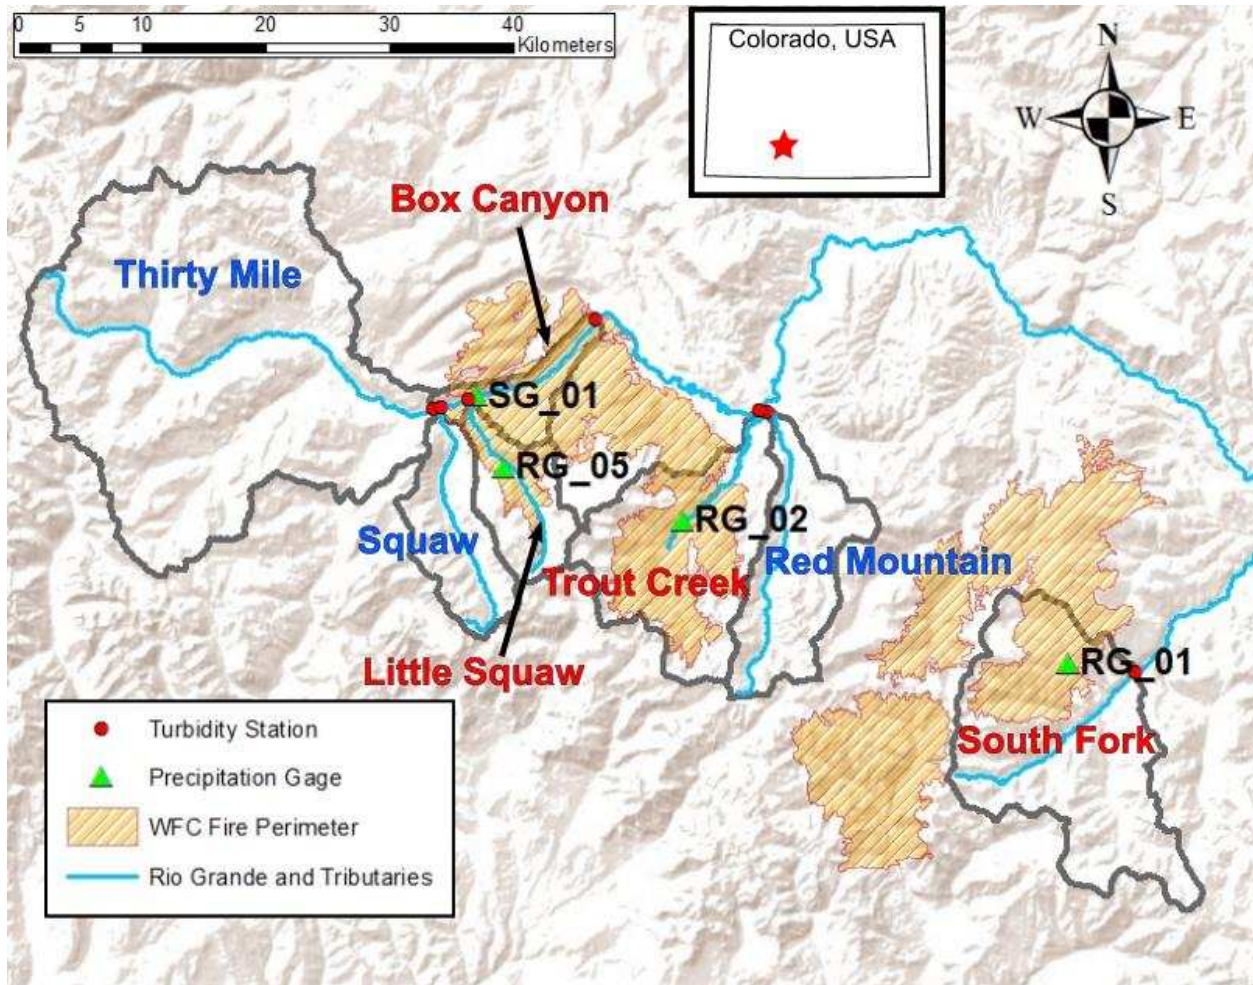 0 5 10 20 30 40
Kilometers
Colorado, USA
N
W E
S
Box Canyon
Thirty Mile
SG_01
RG_05
RG_02
Squaw
Trout Creek
Red Mountain
Little Squaw
RG_01
South Fork
Turbidity Station
Precipitation Gage
WFC Fire Perimeter
Rio Grande and Tributaries